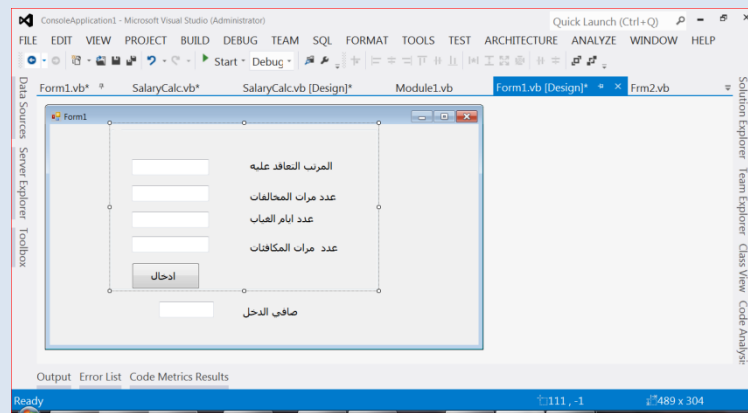 ConsoleApplication1 - Microsoft Visual Studio (Administrator)
Quick Launch (Ctrl+Q)
FILE EDIT VIEW PROJECT BUILD DEBUG TEAM SQL FORMAT TOOLS TEST ARCHITECTURE ANALYZE WINDOW HELP
Start Debug
Form1.vb* SalaryCalc.vb* SalaryCalc.vb [Design]* Module1.vb Form1.vb [Design]* Frm2.vb
Data Sources Server Explorer Toolbox
Form1
المرتب التعاقد عليه
عدد مرات المخالفات
عدد ايام الغياب
عدد مرات المكافئات
ادخال
صافي الدخل
Solution Explorer Team Explorer Class View Code Analysis
Output Error List Code Metrics Results
Ready
111 , -1
489 x 304